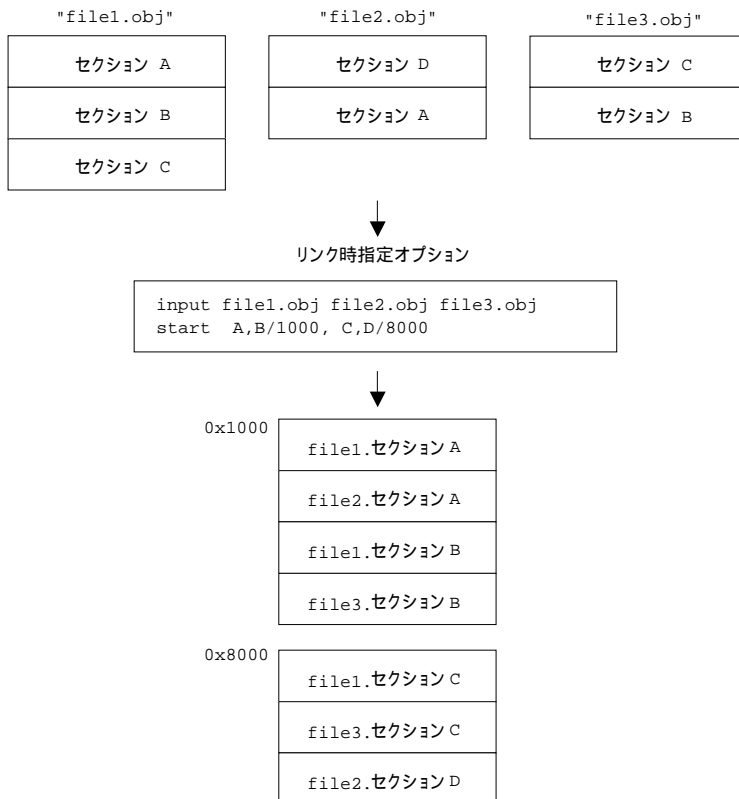 "file1.obj"
セクション A
セクション B
セクション C
"file2.obj"
セクション D
セクション A
"file3.obj"
セクション C
セクション B
リンク時指定オプション
input file1.obj file2.obj file3.obj
start  A,B/1000, C,D/8000
0x1000
file1.セクション A
file2.セクション A
file1.セクション B
file3.セクション B
0x8000
file1.セクション C
file3.セクション C
file2.セクション D